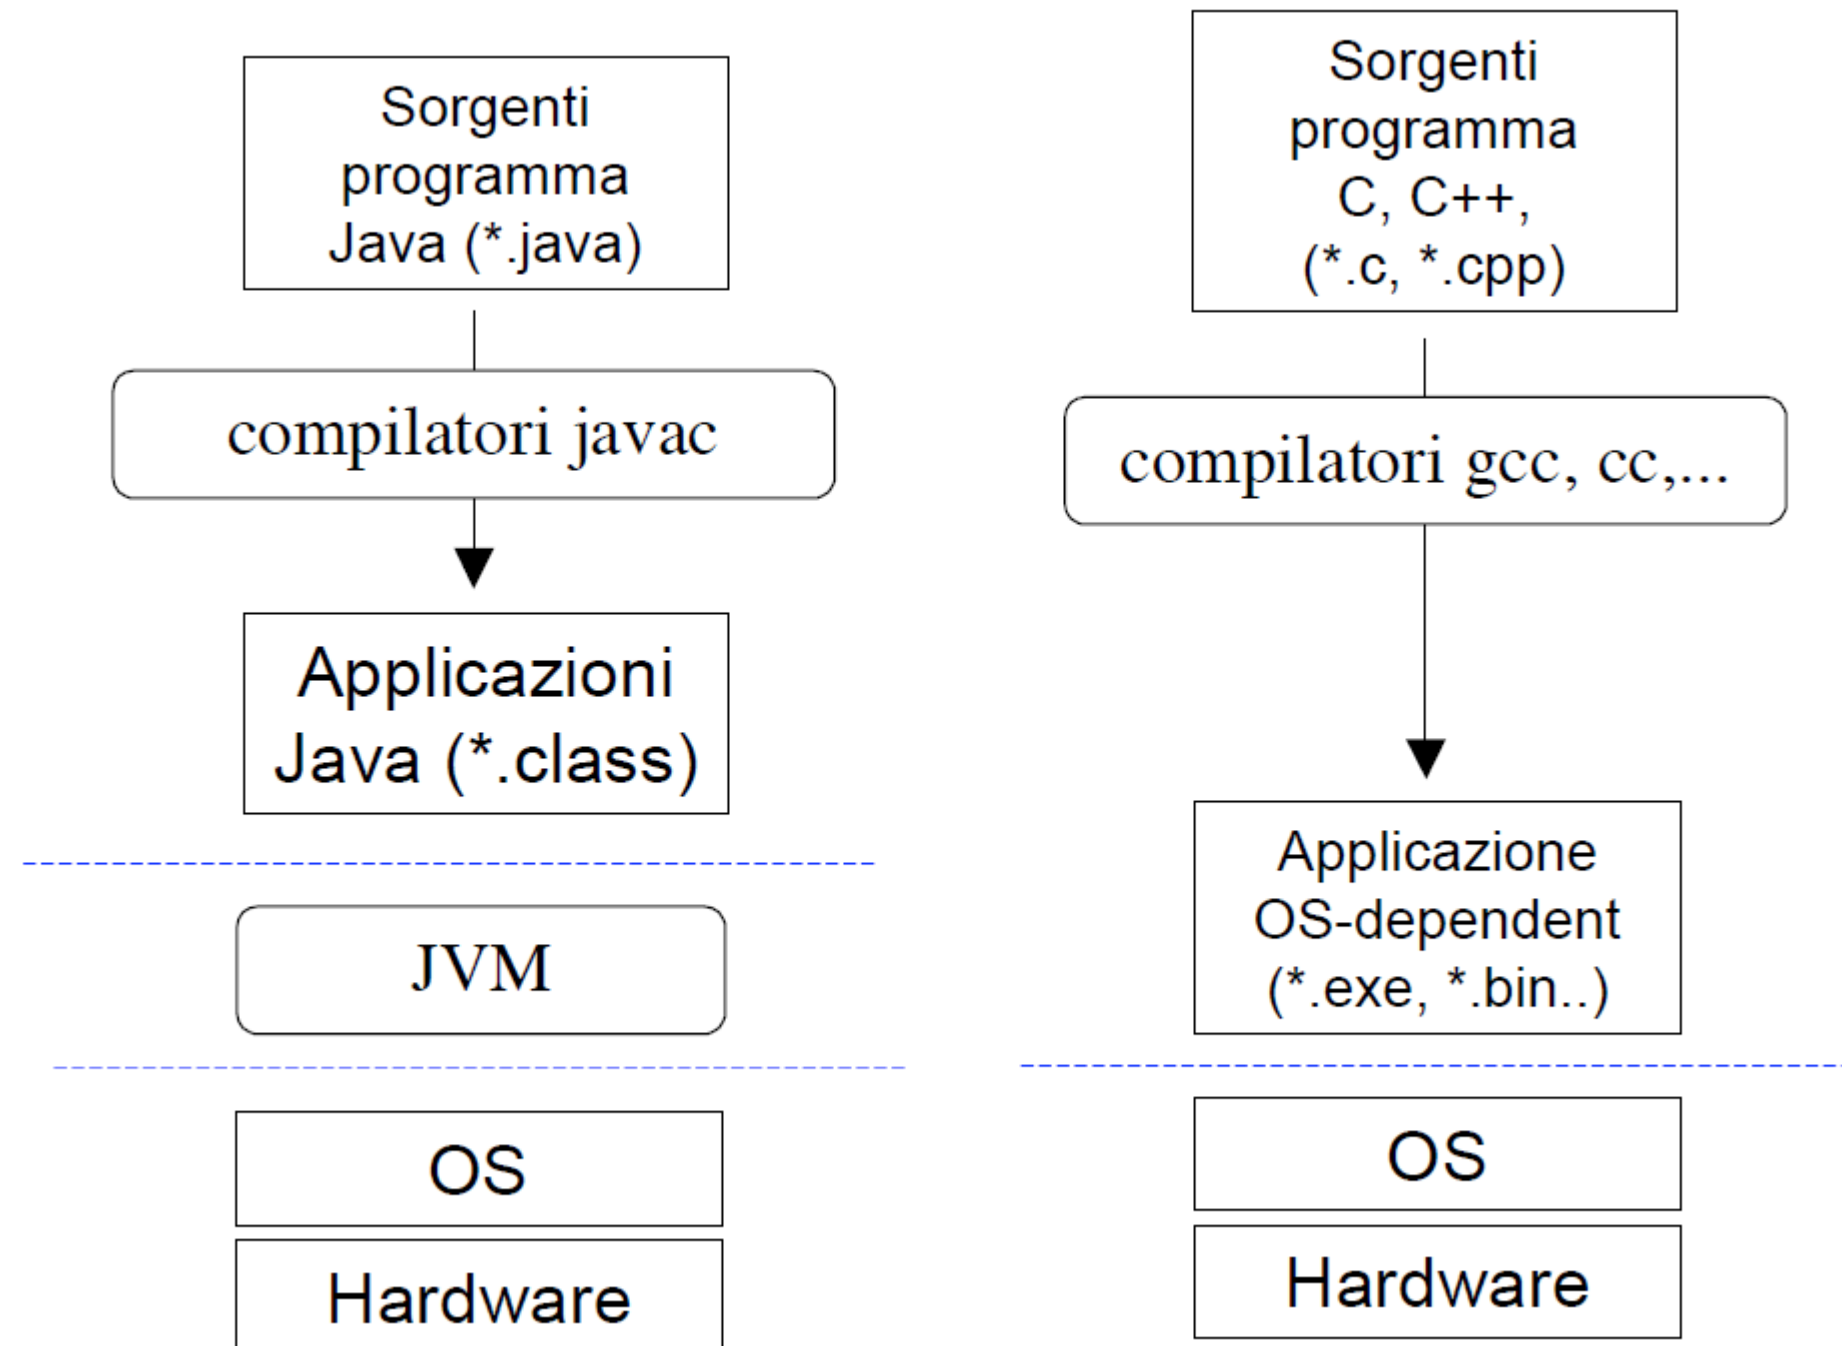 Sorgenti
programma
Java (*.java)
compilatori javac
Applicazioni
Java (*.class)
JVM
OS
Hardware
Sorgenti
programma
C, C++,
(*.c, *.cpp)
compilatori gcc, cc,...
Applicazione
OS-dependent
(*.exe, *.bin..)
OS
Hardware